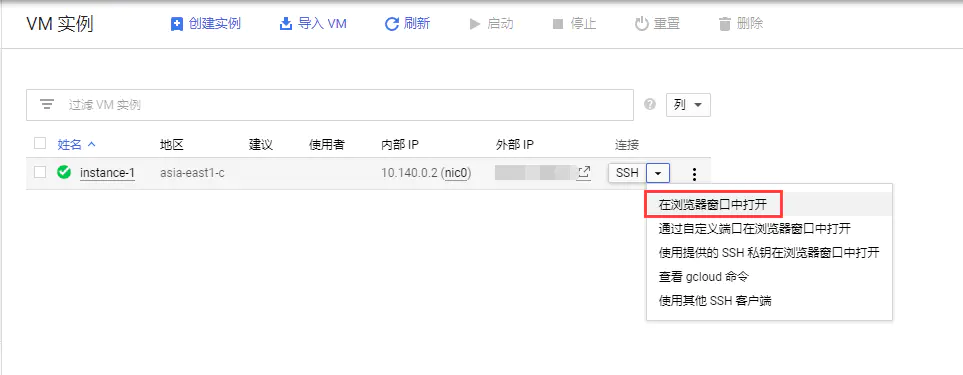 VM 实例 创建实例 导入 VM 刷新 启动 停止 重置 删除
过滤 VM 实例 列
姓名 地区 建议 使用者 内部 IP 外部 IP 连接
instance-1 asia-east1-c 10.140.0.2 (nic0) SSH
在浏览器窗口中打开
通过自定义端口在浏览器窗口中打开
使用提供的 SSH 私钥在浏览器窗口中打开
查看 gcloud 命令
使用其他 SSH 客户端